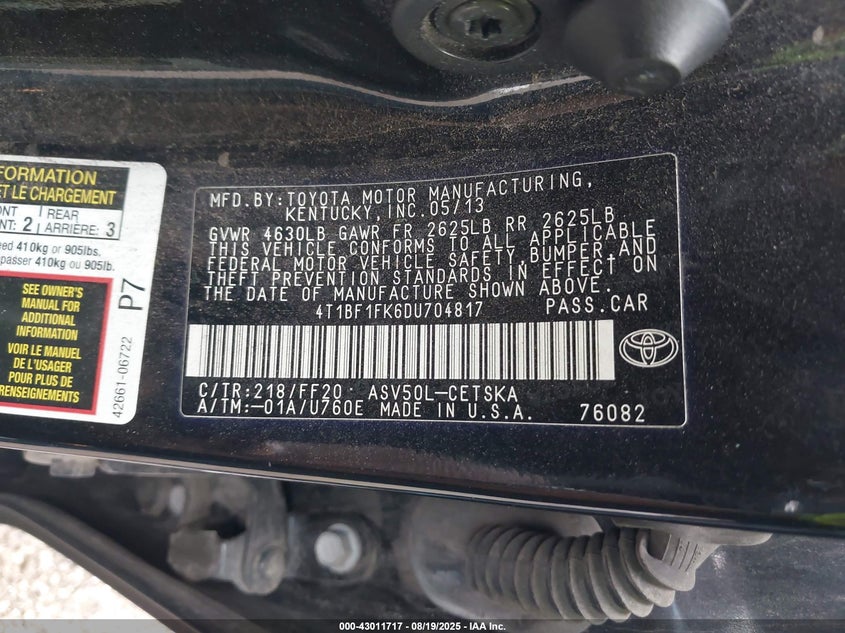 FORMATION
ET LE CHARGEMENT
REAR
2 ARRIÈRE: 3
410kg or 905lbs.
410kg ou 905lb.
SEE OWNER'S
MANUAL FOR
ADDITIONAL
INFORMATION
VOIR LE MANUEL
DE L'USAGER
POUR PLUS DE
RENSEIGNEMENTS
P7
42661-06722
MFD.BY:TOYOTA MOTOR MANUFACTURING,
KENTUCKY,INC.05/13
GVWR 4630LB GAWR FR 2625LB RR 2625LB
THIS VEHICLE CONFORMS TO ALL APPLICABLE
FEDERAL MOTOR VEHICLE SAFETY,BUMPER,AND
THEFT PREVENTION STANDARDS IN EFFECT ON
THE DATE OF MANUFACTURE SHOWN ABOVE.
4T1BF1FK6DU704817 PASS.CAR
C/TR:218/FF20 ASV50L-CETSKA
A/TM:-01A/U760E MADE IN U.S.A. 76082
000-43011717 - 08/19/2025 - IAA Inc.